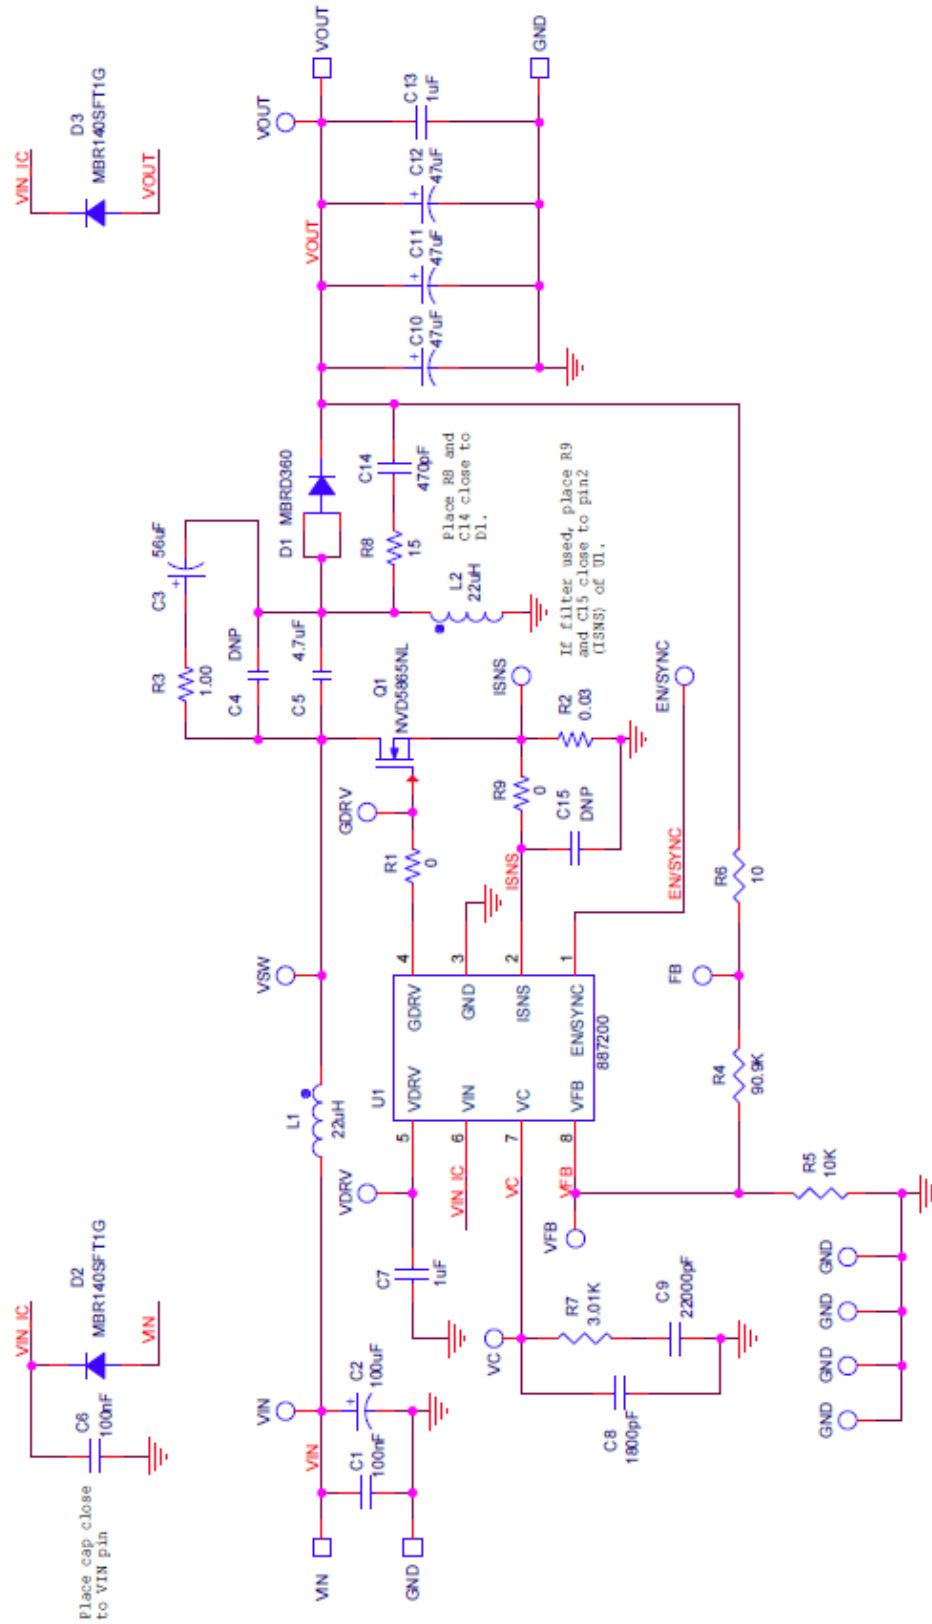 Place cap close
to VIN pin
C6
100nF
VIN_IC
D2
MBR140SFT1G
VIN
VIN_IC
D3
MBR140SFT1G
VOUT
VIN
GND
VIN
C1
100nF
VIN
C2
100uF
L1
22uH
VSW
R3
1.00
C3
56uF
C4
DNP
C5
4.7uF
D1 MBRD360
R8
15
C14
470pF
Place R8 and
C14 close to
D1.
L2
22uH
VOUT
VOUT
VOUT
C10
47uF
C11
47uF
C12
47uF
C13
1uF
GND
C7
1uF
VDRV
VIN_IC
VC
VFB
5
6
7
8
U1
VDRV
VIN
VC
VFB
GDRV
GND
ISNS
EN/SYNC
887200
4
3
2
1
R1
0
GDRV
Q1
NVD5865NL
ISNS
R9
0
C15
DNP
R2
0.03
ISNS
If filter used, place R9
and C15 close to pin2
(ISNS) of U1.
EN/SYNC
EN/SYNC
VC
R7
3.01K
C8
1800pF
C9
22000pF
VFB
R4
90.9K
FB
R6
10
R5
10K
GND
GND
GND
GND